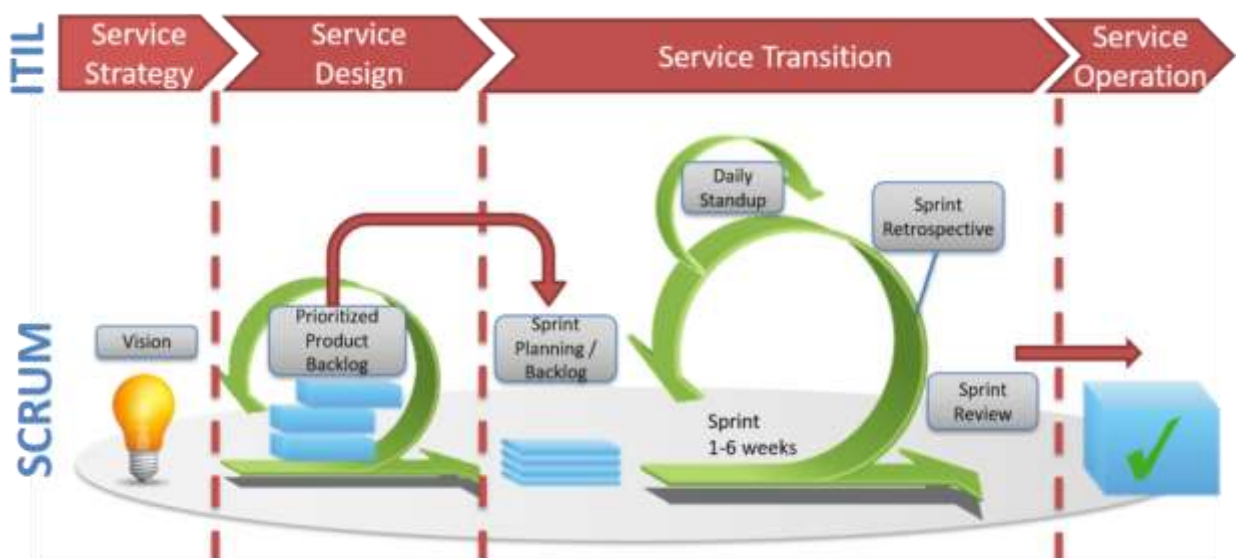 ITIL
Service
Strategy
Service
Design
Service Transition
Service
Operation
SCRUM
Vision
Prioritized
Product
Backlog
Sprint
Planning /
Backlog
Daily
Standup
Sprint
Retrospective
Sprint
1-6 weeks
Sprint
Review